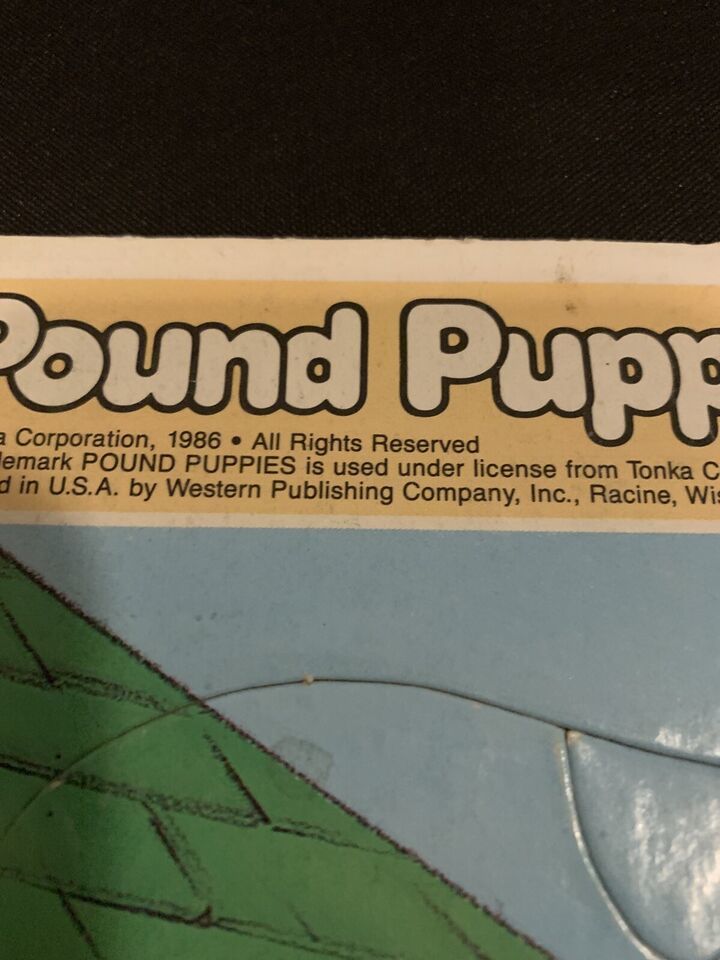 Pound Pupp
a Corporation, 1986 • All Rights Reserved
emark POUND PUPPIES is used under license from Tonka C
d in U.S.A. by Western Publishing Company, Inc., Racine, Wis